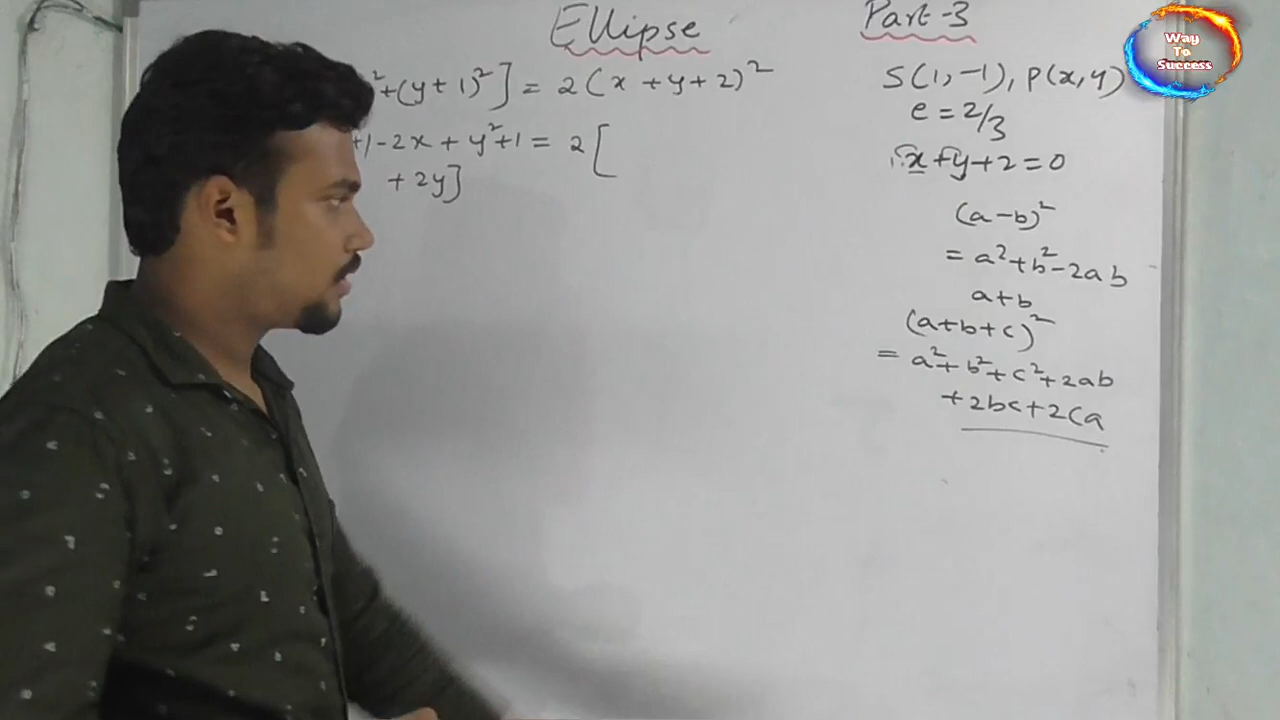 Ellipse
Part-3
²+(y+1)²] = 2(x+y+2)²
+1-2x+y²+1 = 2[
+2y]
S(1,-1), P(x,y)
e = 2/3
x+y+2=0
(a-b)²
= a²+b²-2ab
a+b
(a+b+c)²
= a²+b²+c²+2ab
+2bc+2ca
Way
To
Success